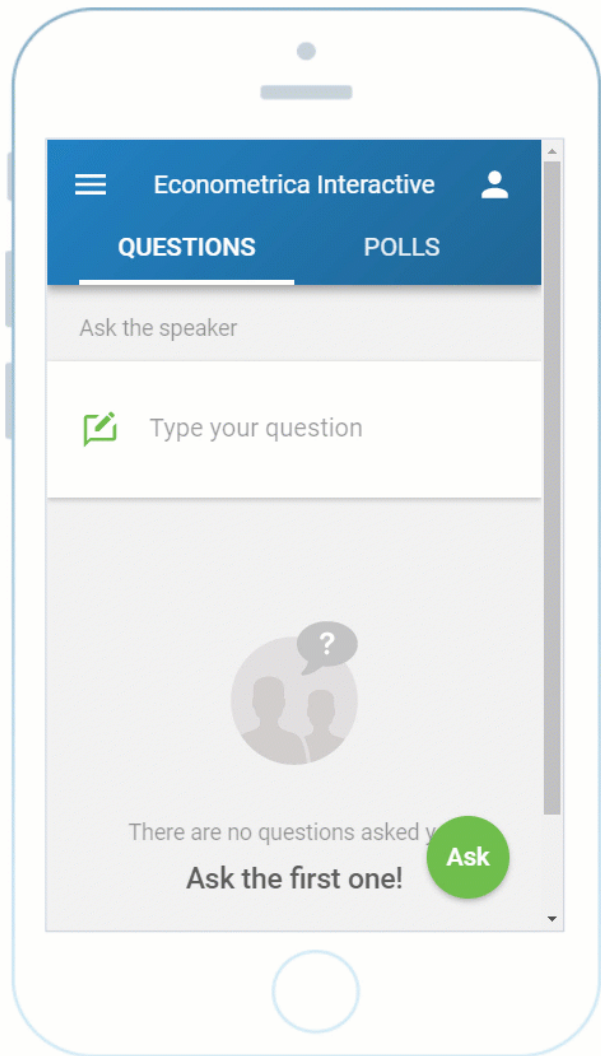 Econometrica Interactive
QUESTIONS POLLS
Ask the speaker
Type your question
?
There are no questions asked y
Ask
Ask the first one!